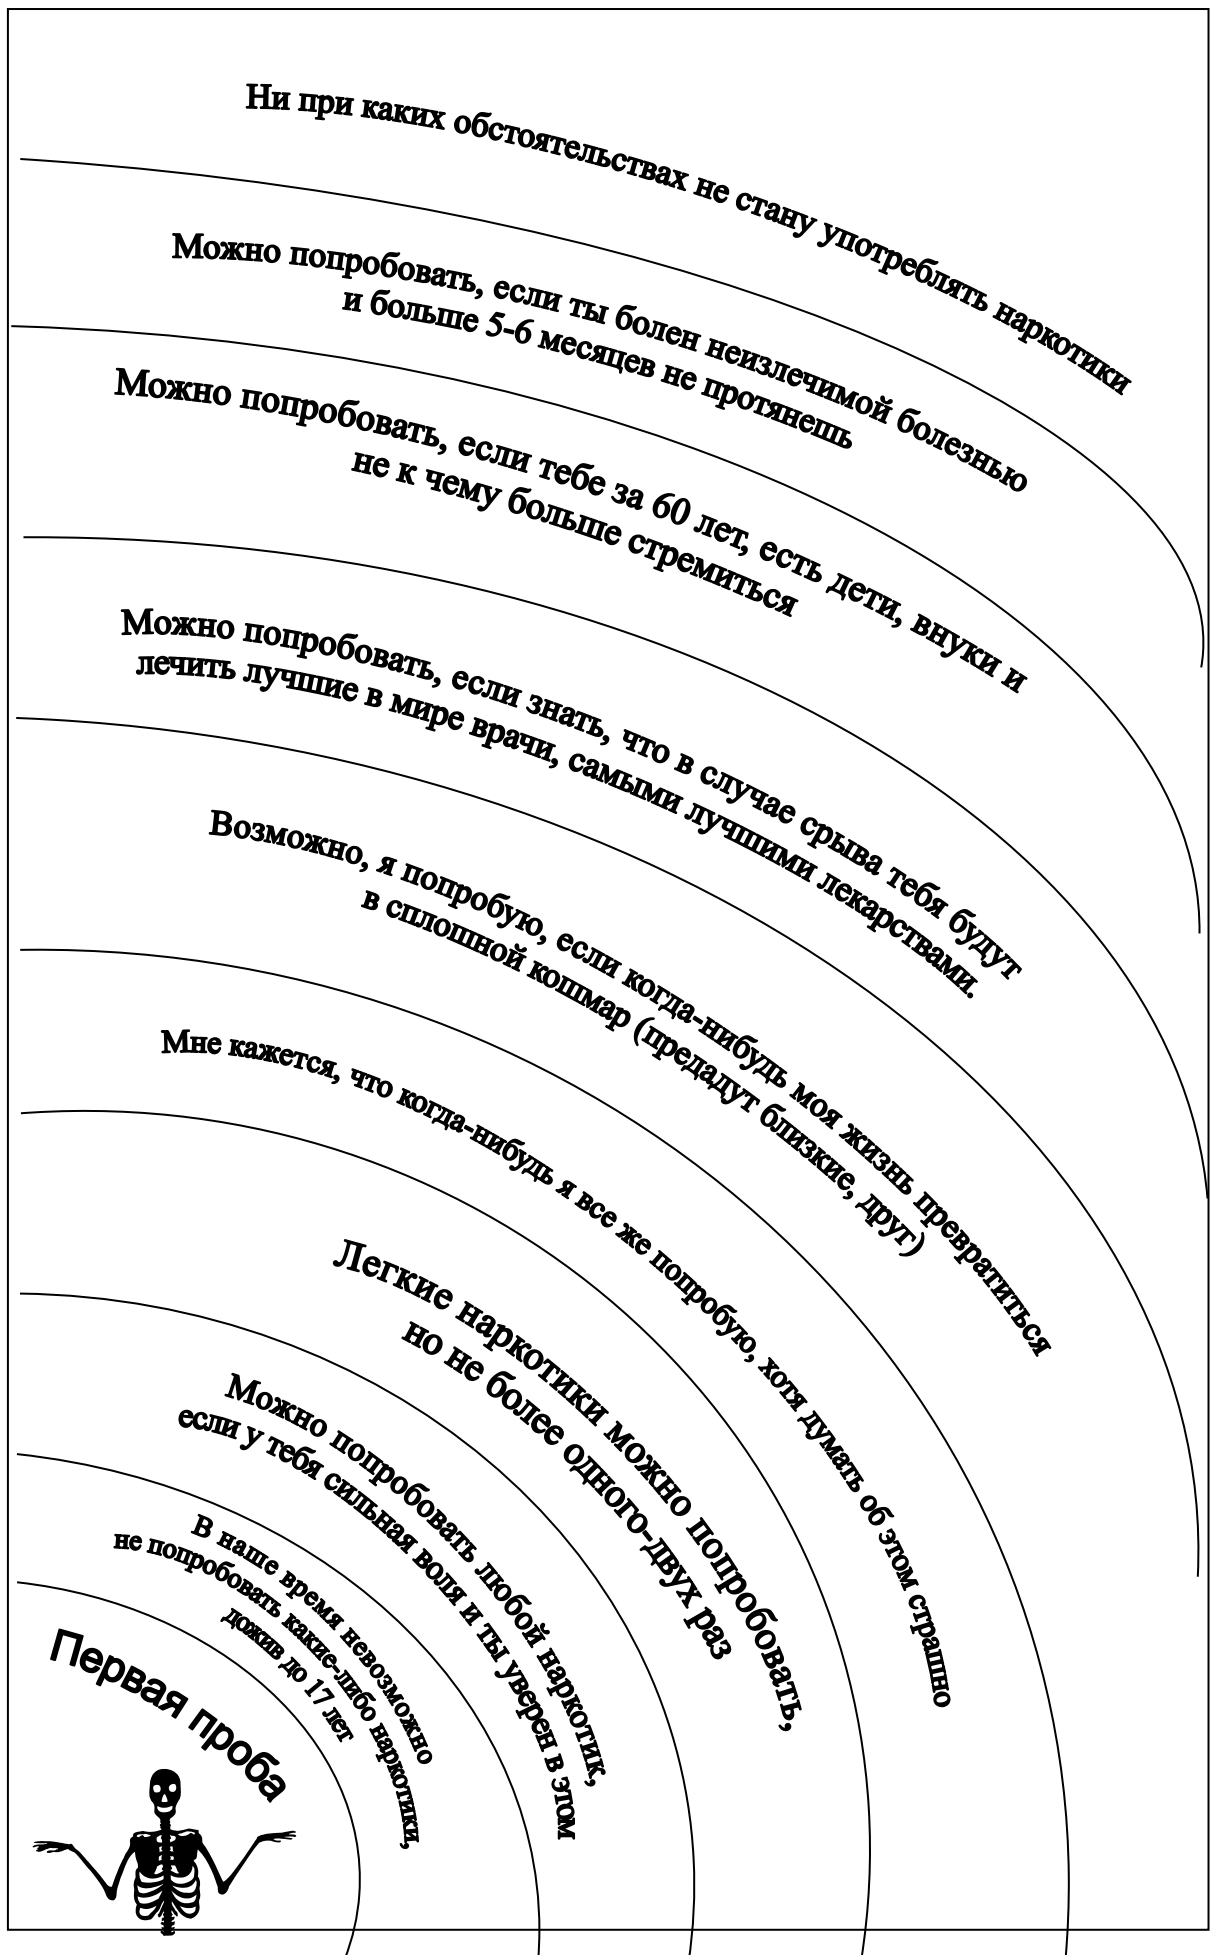 Ни при каких обстоятельствах не стану употреблять наркотики
Можно попробовать, если ты болен неизлечимой болезнью
и больше 5-6 месяцев не протянешь
Можно попробовать, если тебе за 60 лет, есть дети, внуки и
не к чему больше стремиться
Можно попробовать, если знать, что в случае срыва тебя будут
лечить лучшие в мире врачи, самыми лучшими лекарствами.
Возможно, я попробую, если когда-нибудь моя жизнь превратиться
в сплошной кошмар (предадут близкие, друг)
Мне кажется, что когда-нибудь я все же попробую, хотя думать об этом страшно
Легкие наркотики можно попробовать,
но не более одного-двух раз
Можно попробовать любой наркотик,
если у тебя сильная воля и ты уверен в этом
В наше время невозможно
не попробовать какие-либо наркотики,
дожив до 17 лет
Первая проба